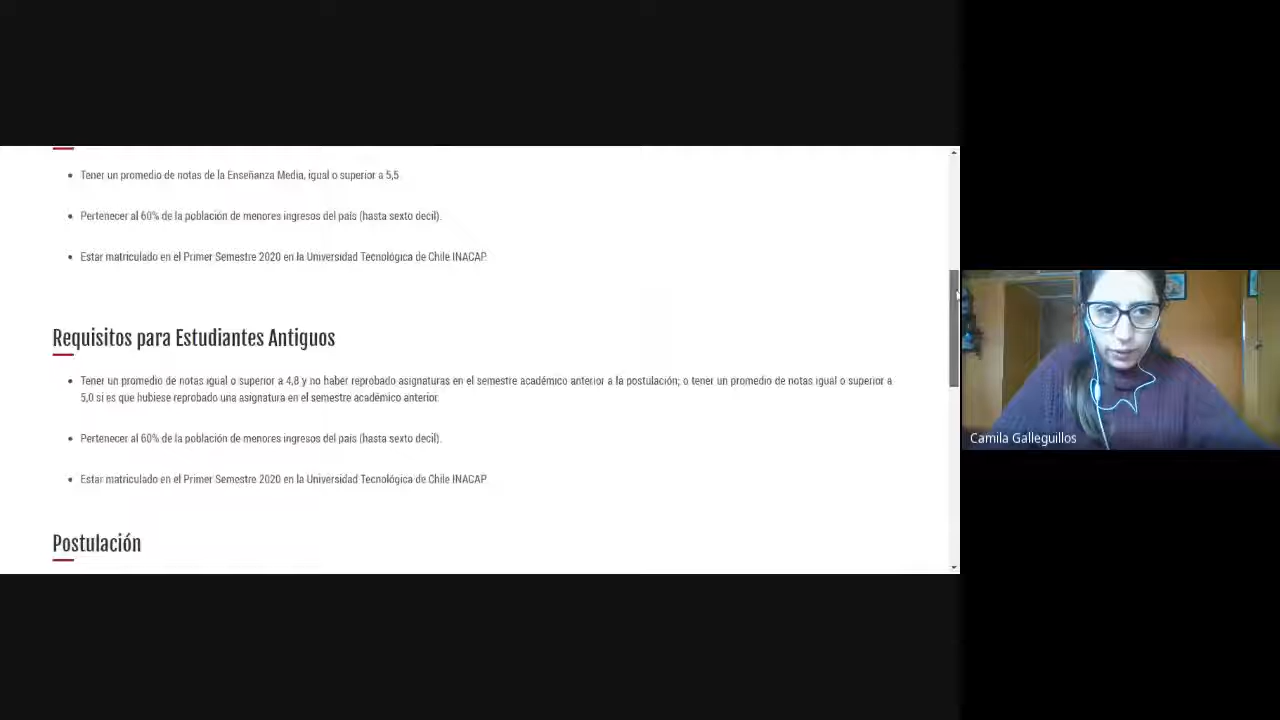 Tener un promedio de notas de la Enseñanza Media, igual o superior a 5,5
Pertenecer al 60% de la población de menores ingresos del país (hasta sexto decil).
Estar matriculado en el Primer Semestre 2020 en la Universidad Tecnológica de Chile INACAP.
Requisitos para Estudiantes Antiguos
Tener un promedio de notas igual o superior a 4,8 y no haber reprobado asignaturas en el semestre académico anterior a la postulación; o tener un promedio de notas igual o superior a
5,0 si es que hubiese reprobado una asignatura en el semestre académico anterior.
Pertenecer al 60% de la población de menores ingresos del país (hasta sexto decil).
Estar matriculado en el Primer Semestre 2020 en la Universidad Tecnológica de Chile INACAP
Postulación
Camila Galleguillos